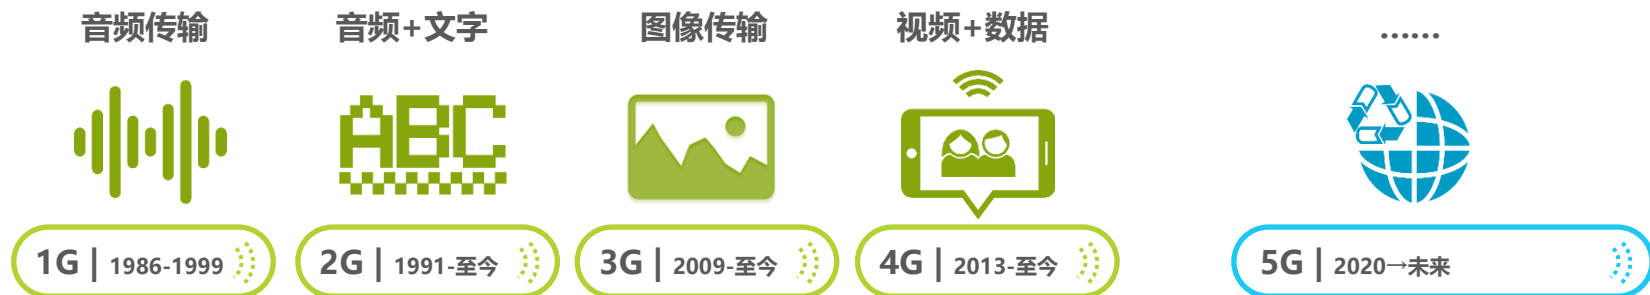 音频传输
音频+文字
图像传输
视频+数据
……
ABC
1G | 1986-1999
2G | 1991-至今
3G | 2009-至今
4G | 2013-至今
5G | 2020→未来